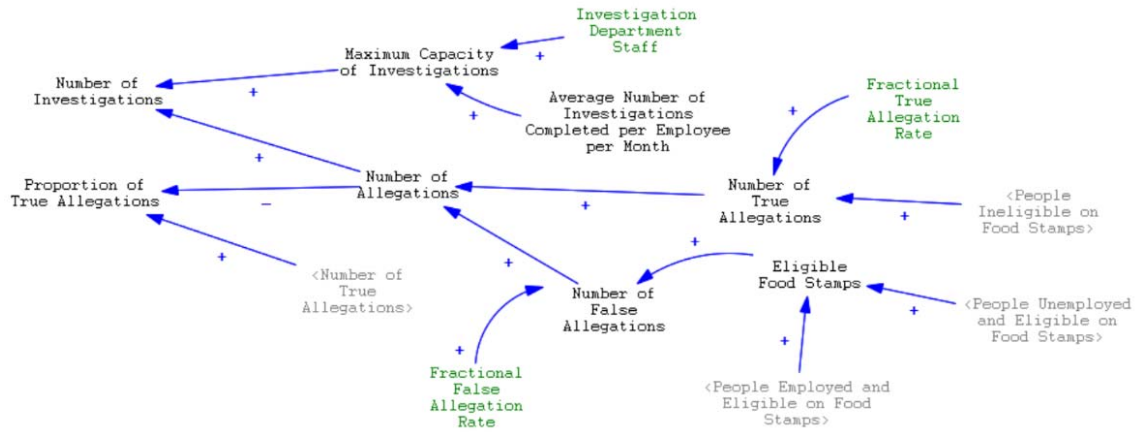 Investigation
Department
Staff
Maximum Capacity
of Investigations
Number of
Investigations
Fractional
True
Allegation
Rate
Average Number of
Investigations
Completed per Employee
per Month
Number of
Allegations
Proportion of
True Allegations
Number of
True
Allegations
<People
Ineligible on
Food Stamps>
<Number of
True
Allegations>
Eligible
Food Stamps
Number of
False
Allegations
<People Unemployed
and Eligible on
Food Stamps>
Fractional
False
Allegation
Rate
<People Employed and
Eligible on Food
Stamps>
+
+
+
+
+
–
+
+
+
+
+
+
+
+